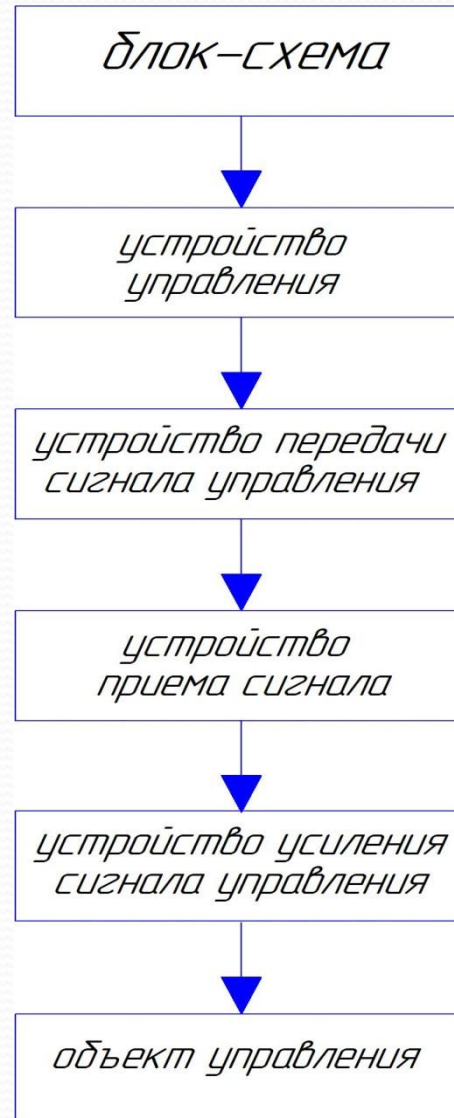 блок-схема
устройство
управления
устройство передачи
сигнала управления
устройство
приема сигнала
устройство усиления
сигнала управления
объект управления